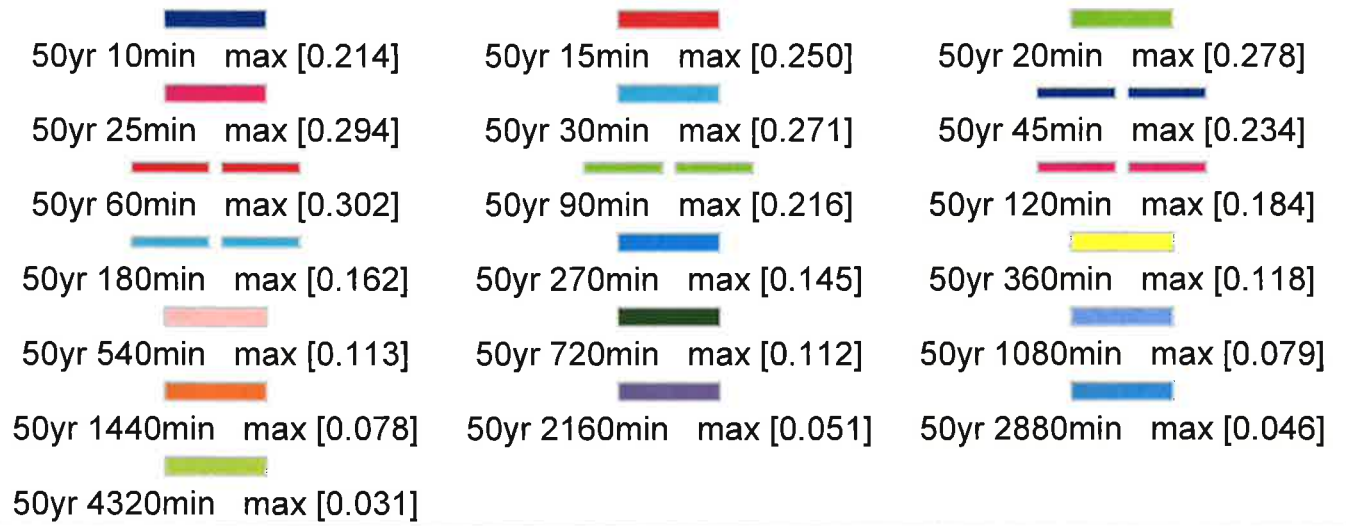 50yr 10min max [0.214] 50yr 15min max [0.250] 50yr 20min max [0.278]
50yr 25min max [0.294] 50yr 30min max [0.271] 50yr 45min max [0.234]
50yr 60min max [0.302] 50yr 90min max [0.216] 50yr 120min max [0.184]
50yr 180min max [0.162] 50yr 270min max [0.145] 50yr 360min max [0.118]
50yr 540min max [0.113] 50yr 720min max [0.112] 50yr 1080min max [0.079]
50yr 1440min max [0.078] 50yr 2160min max [0.051] 50yr 2880min max [0.046]
50yr 4320min max [0.031]